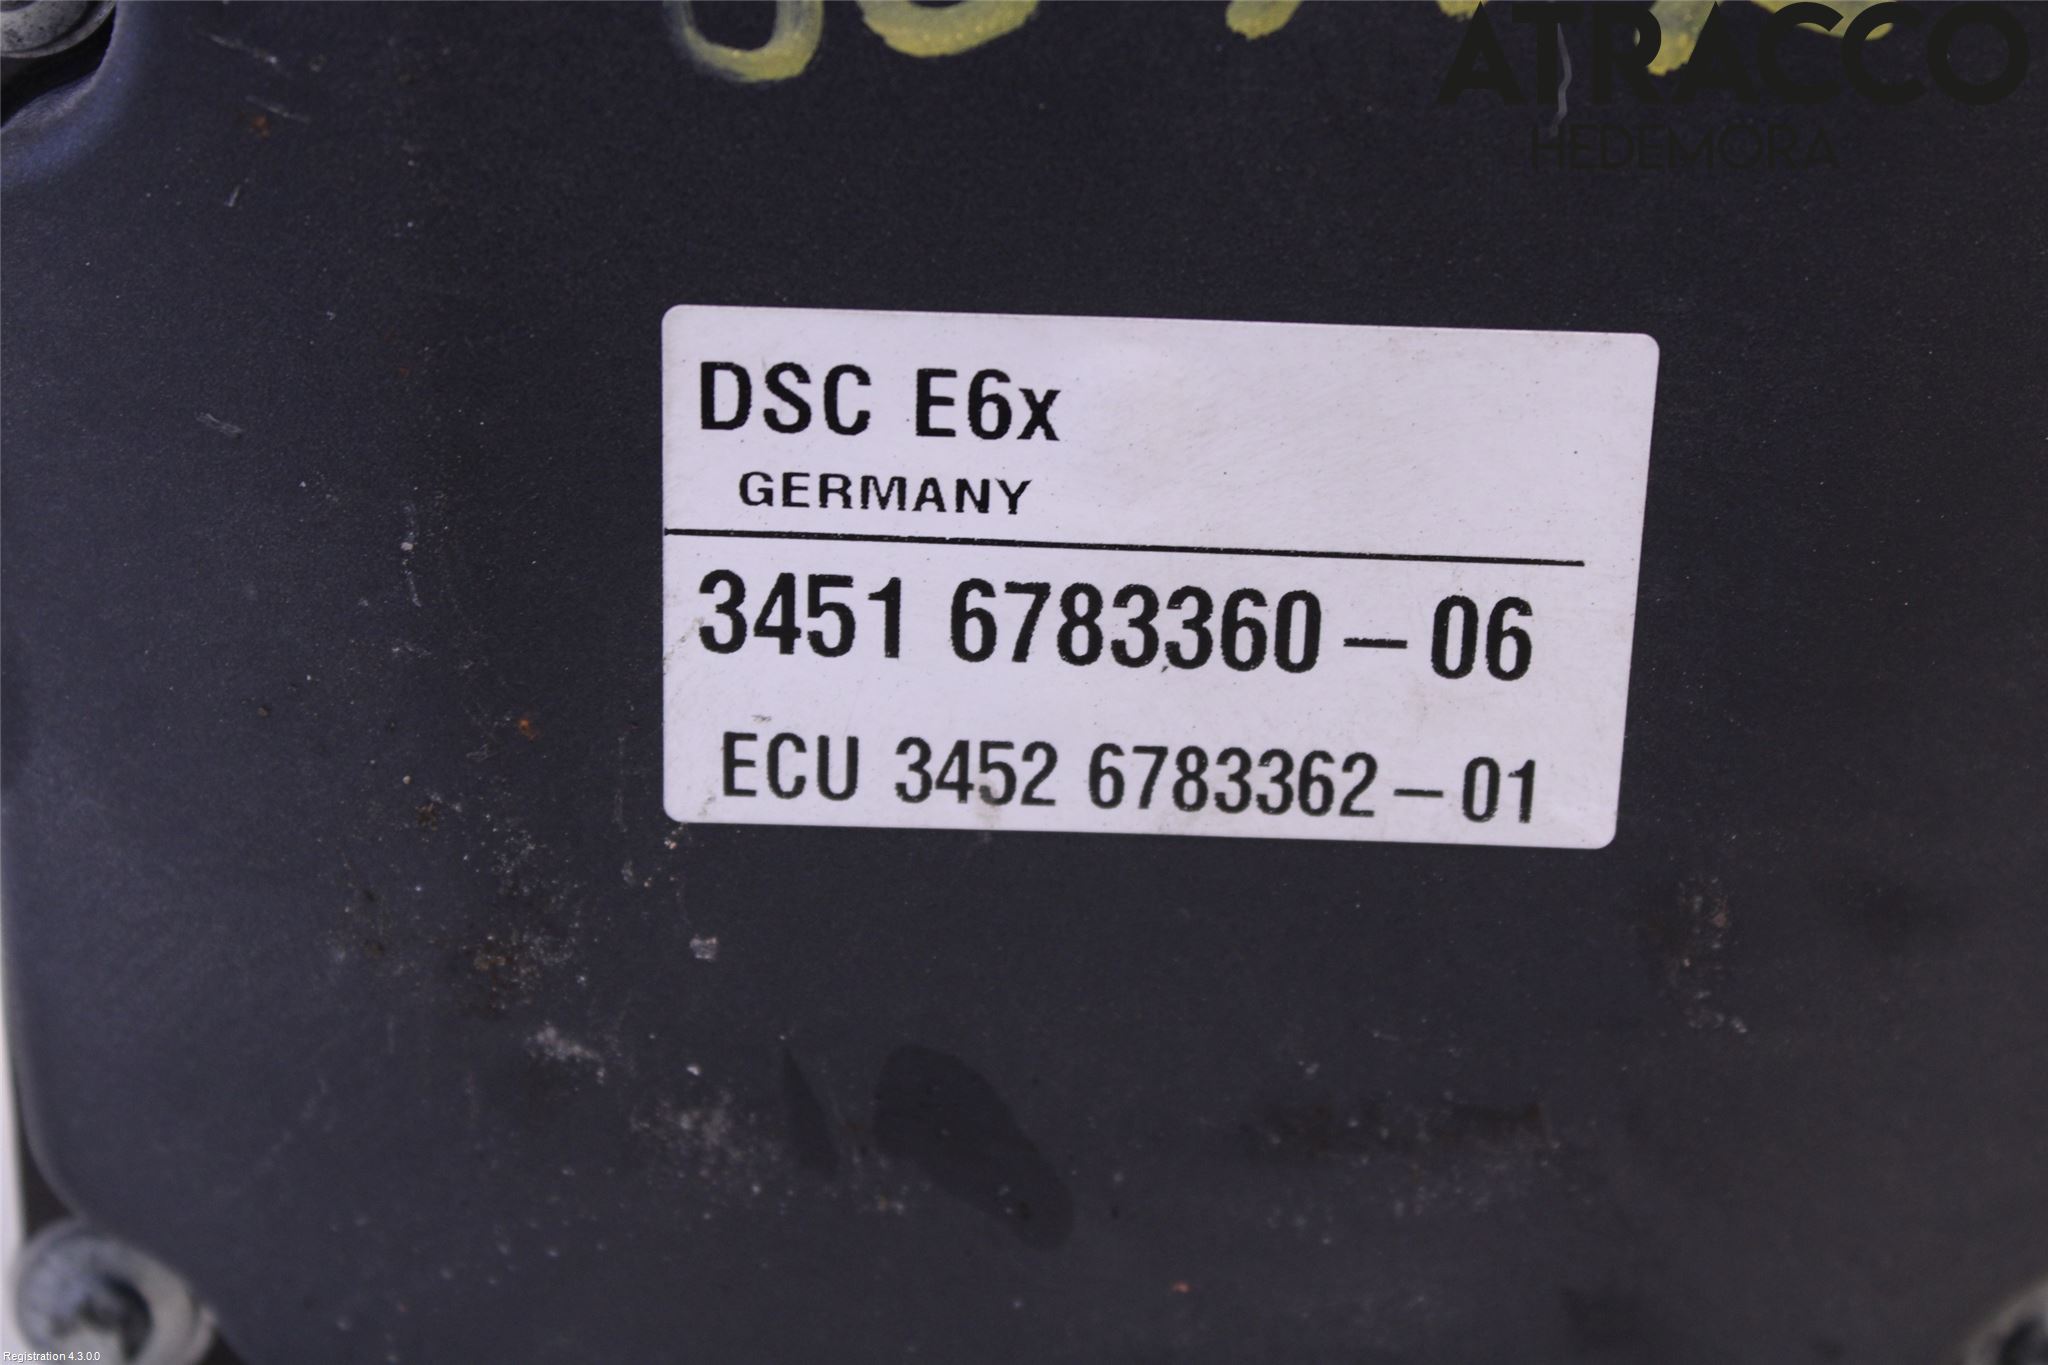 ATRACCO
HEDEMORA
DSC E6x
GERMANY
3451 6783360 – 06
ECU 3452 6783362 – 01
Registration 4.3.0.0